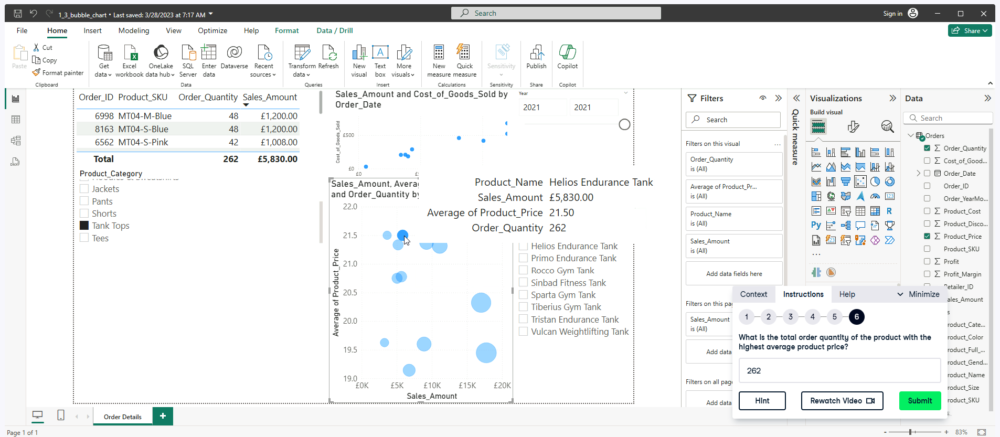 1_3_bubble_chart • Last saved: 3/28/2023 at 7:17 AM
Search
Sign in
File
Home
Insert
Modeling
View
Optimize
Help
Format
Data / Drill
Share
Paste
Cut
Copy
Format painter
Clipboard
Get data
Excel workbook
OneLake data hub
SQL Server
Enter data
Dataverse
Recent sources
Data
Transform data
Refresh
Queries
New visual
Text box
More visuals
Insert
New measure
Quick measure
Calculations
Sensitivity
Sensitivity
Publish
Share
Copilot
Copilot
Order_ID Product_SKU Order_Quantity Sales_Amount
6998 MT04-M-Blue 48 £1,200.00
8163 MT04-S-Blue 48 £1,200.00
6562 MT04-S-Pink 42 £1,008.00
Total 262 £5,830.00
Product_Category
Jackets
Pants
Shorts
Tank Tops
Tees
Sales_Amount and Cost_of_Goods_Sold by
Order_Date
Cost_of_Goods_Sold
£500
£0
£0
Year
2021
2021
Sales_Amount, Averag
and Order_Quantity by
Product_Name Helios Endurance Tank
Sales_Amount £5,830.00
Average of Product_Price 21.50
Order_Quantity 262
Average of Product_Price
22.0
21.5
21.0
20.5
20.0
19.5
19.0
£0K £5K £10K £15K £20K
Sales_Amount
Helios Endurance Tank
Primo Endurance Tank
Rocco Gym Tank
Sinbad Fitness Tank
Sparta Gym Tank
Tiberius Gym Tank
Tristan Endurance Tank
Vulcan Weightlifting Tank
Filters
Search
Filters on this visual ...
Order_Quantity
is (All)
Average of Product_Pr...
is (All)
Product_Name
is (All)
Sales_Amount
is (All)
Add data fields here
Filters on this pag
Sales_Amount
is (All)
Add data
Filters on all page
Add data
Quick measure
Visualizations
Build visual
123
R
Py
123
...
Data
Search
Orders
Order_Quantity
Cost_of_Good...
Order_Date
Order_ID
Order_YearMo...
Product_Cost
Product_Disco...
Product_Price
Product_SKU
Profit
Profit_Margin
Retailer_ID
ales_Amount
s
roduct_Cate...
roduct_Color
roduct_Full_...
roduct_Gend...
roduct_Name
roduct_Size
roduct_SKU
Context
Instructions
Help
Minimize
1 2 3 4 5 6
What is the total order quantity of the product with the
highest average product price?
262
Hint
Rewatch Video
Submit
Order Details
+
Page 1 of 1
- + 83%